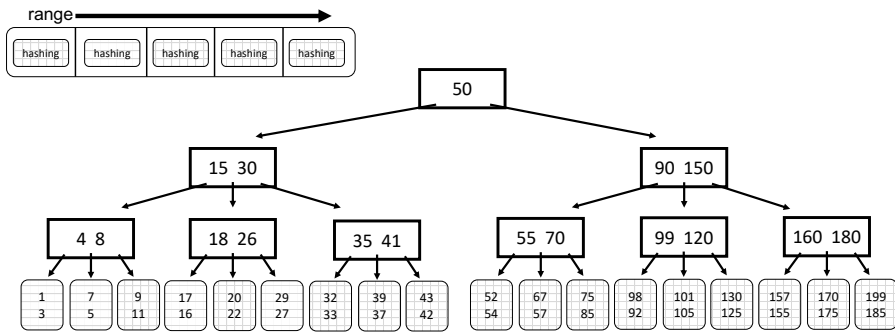 range
hashing hashing hashing hashing hashing
50
15 30 90 150
4 8 18 26 35 41 55 70 99 120 160 180
1 7 9 17 20 29 32 39 43 52 67 75 98 101 130 157 170 199
3 5 11 16 22 27 33 37 42 54 57 85 92 105 125 155 175 185